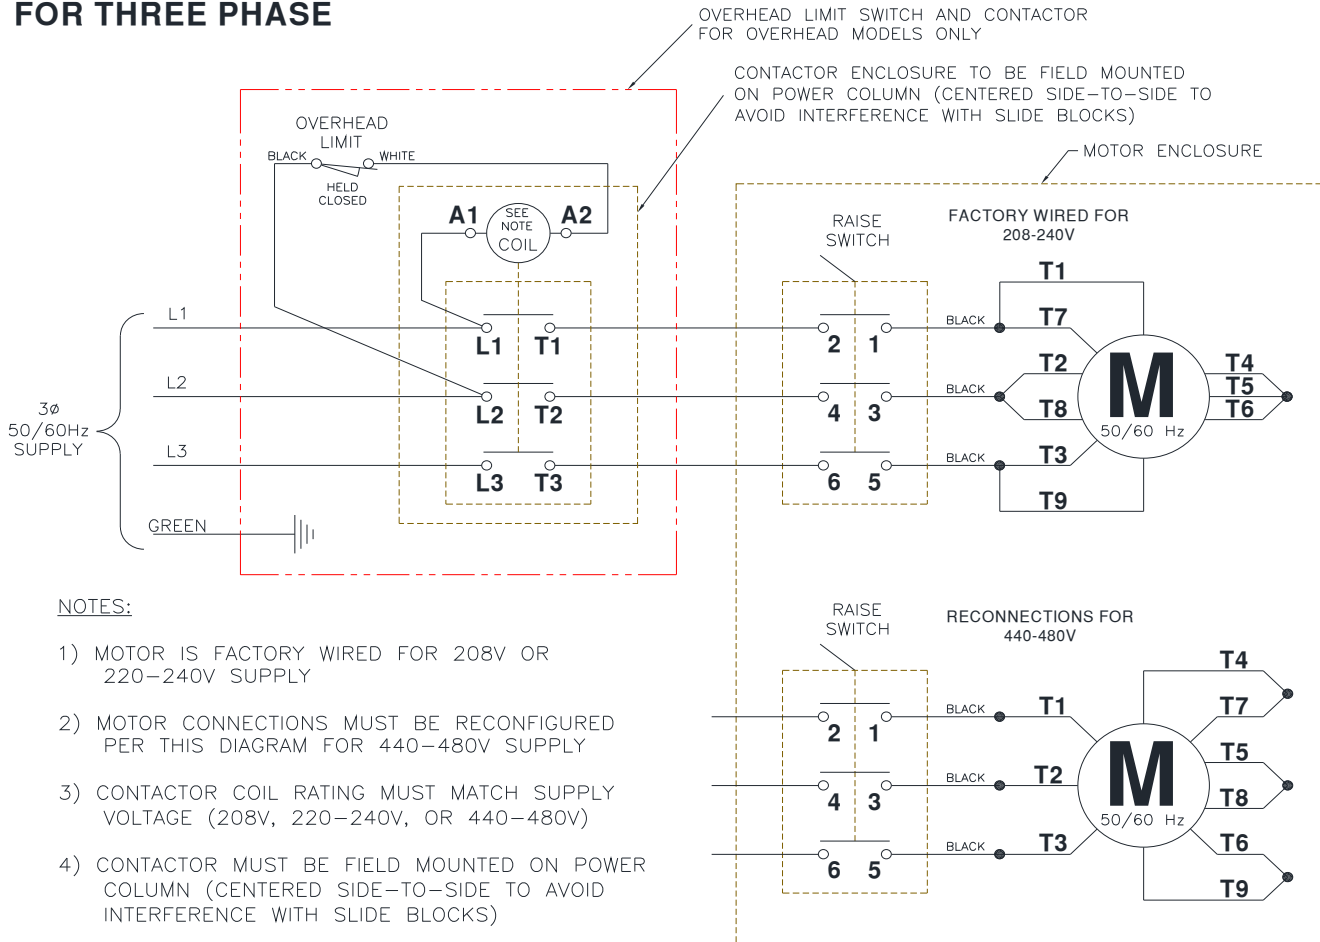 FOR THREE PHASE
OVERHEAD LIMIT SWITCH AND CONTACTOR
FOR OVERHEAD MODELS ONLY
CONTACTOR ENCLOSURE TO BE FIELD MOUNTED
ON POWER COLUMN (CENTERED SIDE-TO-SIDE TO
AVOID INTERFERENCE WITH SLIDE BLOCKS)
MOTOR ENCLOSURE
OVERHEAD
LIMIT
BLACK
WHITE
HELD
CLOSED
A1
SEE
NOTE
COIL
A2
RAISE
SWITCH
FACTORY WIRED FOR
208-240V
T1
L1
L1
T1
2
1
BLACK
T7
L2
L2
T2
4
3
BLACK
T2
T8
M
50/60 Hz
T4
T5
T6
3ø
50/60Hz
SUPPLY
L3
L3
T3
6
5
BLACK
T3
T9
GREEN
NOTES:
1) MOTOR IS FACTORY WIRED FOR 208V OR
220-240V SUPPLY
2) MOTOR CONNECTIONS MUST BE RECONFIGURED
PER THIS DIAGRAM FOR 440-480V SUPPLY
3) CONTACTOR COIL RATING MUST MATCH SUPPLY
VOLTAGE (208V, 220-240V, OR 440-480V)
4) CONTACTOR MUST BE FIELD MOUNTED ON POWER
COLUMN (CENTERED SIDE-TO-SIDE TO AVOID
INTERFERENCE WITH SLIDE BLOCKS)
RAISE
SWITCH
RECONNECTIONS FOR
440-480V
2
1
BLACK
T1
T4
T7
4
3
BLACK
T2
M
50/60 Hz
T5
T8
6
5
BLACK
T3
T6
T9